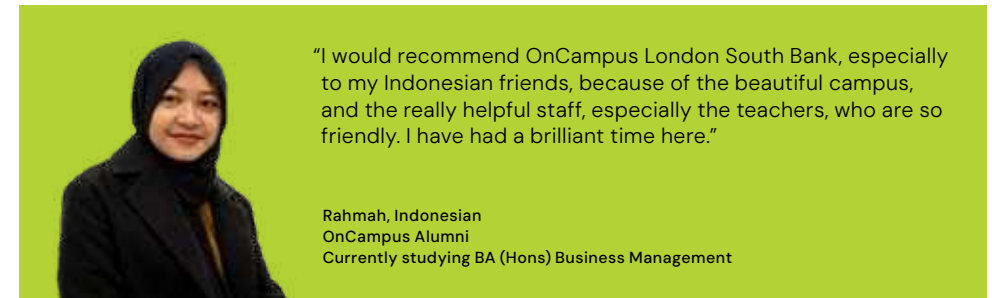 “I would recommend OnCampus London South Bank, especially
to my Indonesian friends, because of the beautiful campus,
and the really helpful staff, especially the teachers, who are so
friendly. I have had a brilliant time here.”
Rahmah, Indonesian
OnCampus Alumni
Currently studying BA (Hons) Business Management